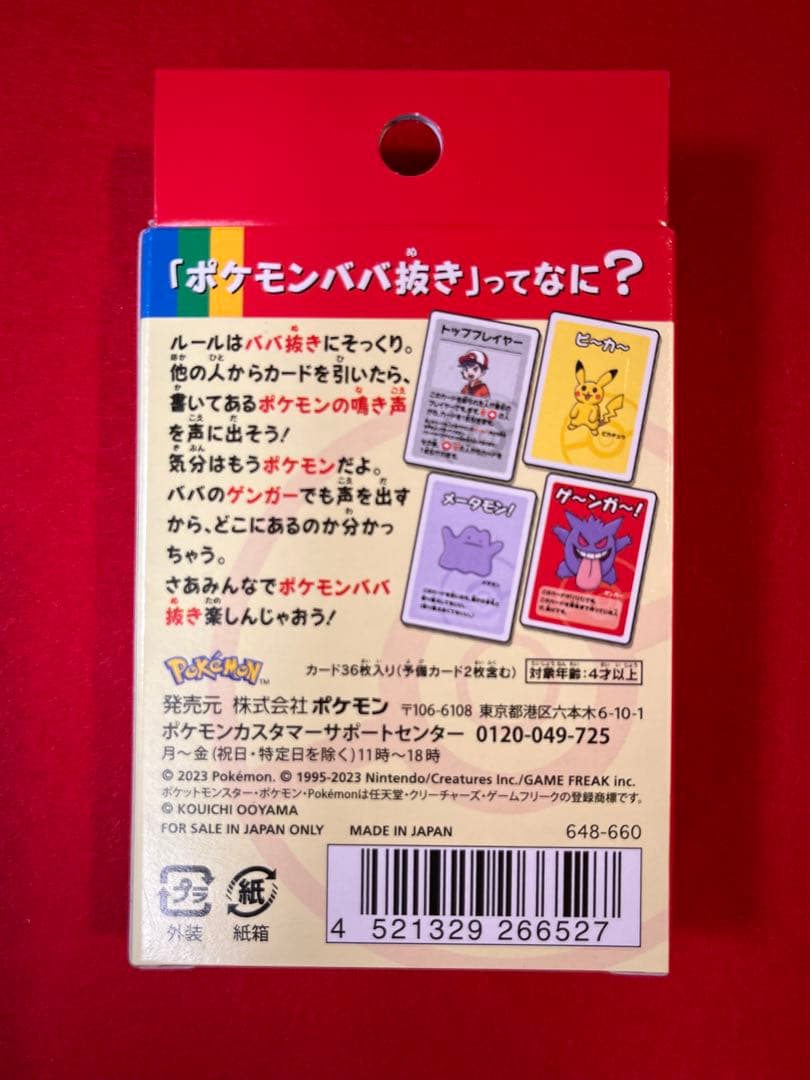 「ポケモンババ抜き」ってなに?
ルールはババ抜きにそっくり。
他の人からカードを引いたら、
書いてあるポケモンの鳴き声
を声に出そう!
気分はもうポケモンだよ。
ババのゲンガーでも声を出す
から、どこにあるのか分かっ
ちゃう。
さあみんなでポケモンババ
抜き楽しんじゃおう!
トッププレイヤー
ピ〜カ〜
ピカチュウ
メ〜タモン!
メタモン
ゲ〜ンガ〜!
ゲンガー
POKÉMON™
カード36枚入り(予備カード2枚含む)
対象年齢:4才以上
発売元 株式会社ポケモン 〒106-6108 東京都港区六本木6-10-1
ポケモンカスタマーサポートセンター 0120-049-725
月〜金(祝日・特定日を除く)11時〜18時
© 2023 Pokémon. © 1995-2023 Nintendo/Creatures Inc./GAME FREAK inc.
ポケットモンスター・ポケモン・Pokémonは任天堂・クリーチャーズ・ゲームフリークの登録商標です。
© KOUICHI OOYAMA
FOR SALE IN JAPAN ONLY MADE IN JAPAN 648-660
プラ
外装
紙
紙箱
4 521329 266527